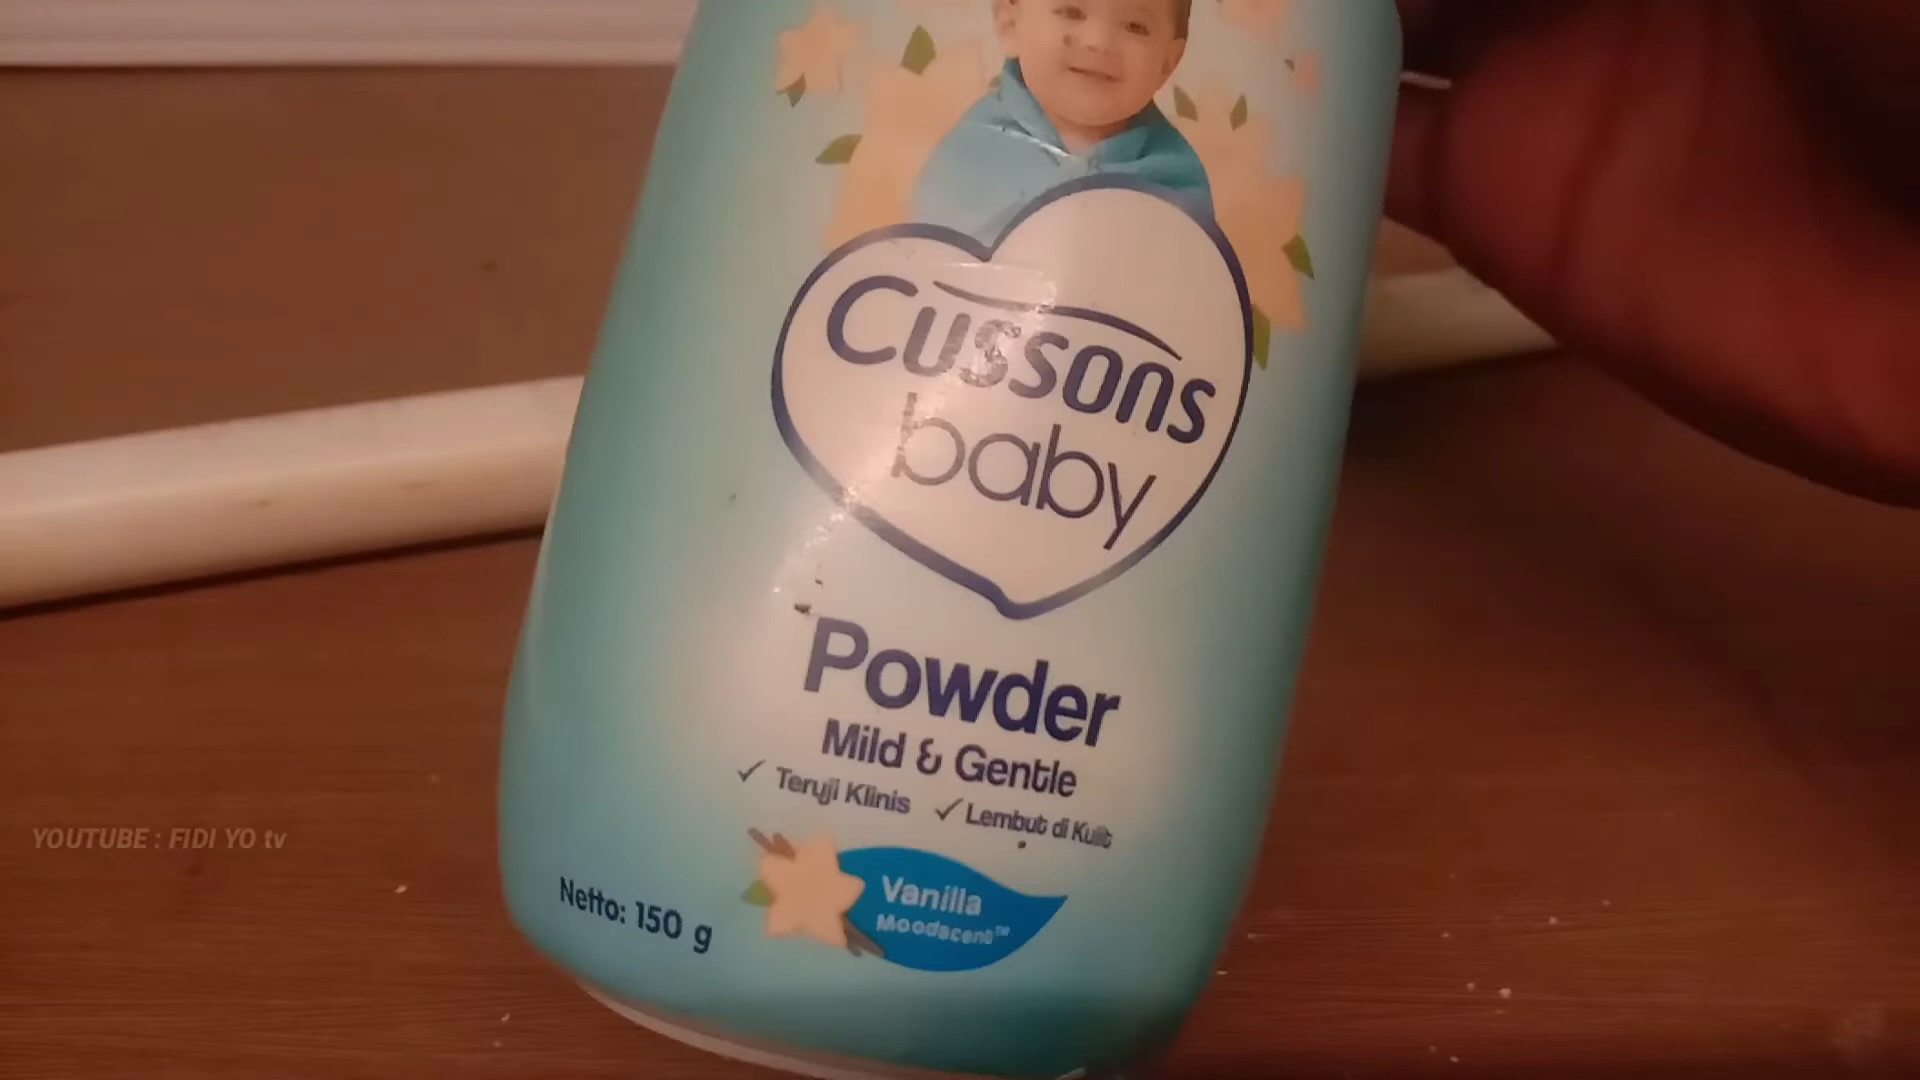 Cussons
baby
Powder
Mild & Gentle
✓ Teruji Klinis ✓ Lembut di Kulit
Vanilla
Moodscent™
Netto: 150 g
YOUTUBE : FIDI YO tv